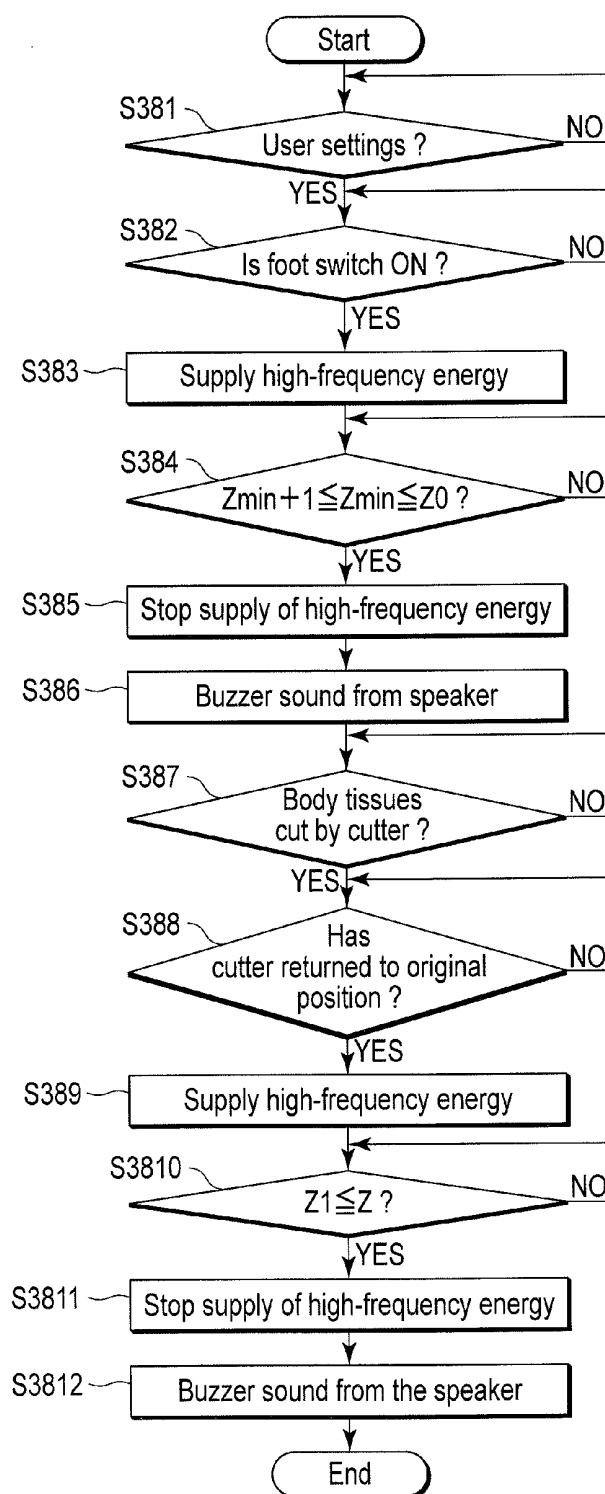 Start
S381
User settings ?
NO
YES
S382
Is foot switch ON ?
NO
YES
S383
Supply high-frequency energy
S384
Zmin+1≦Zmin≦Z0 ?
NO
YES
S385
Stop supply of high-frequency energy
S386
Buzzer sound from speaker
S387
Body tissues
cut by cutter ?
NO
YES
S388
Has
cutter returned to original
position ?
NO
YES
S389
Supply high-frequency energy
S3810
Z1≦Z ?
NO
YES
S3811
Stop supply of high-frequency energy
S3812
Buzzer sound from the speaker
End